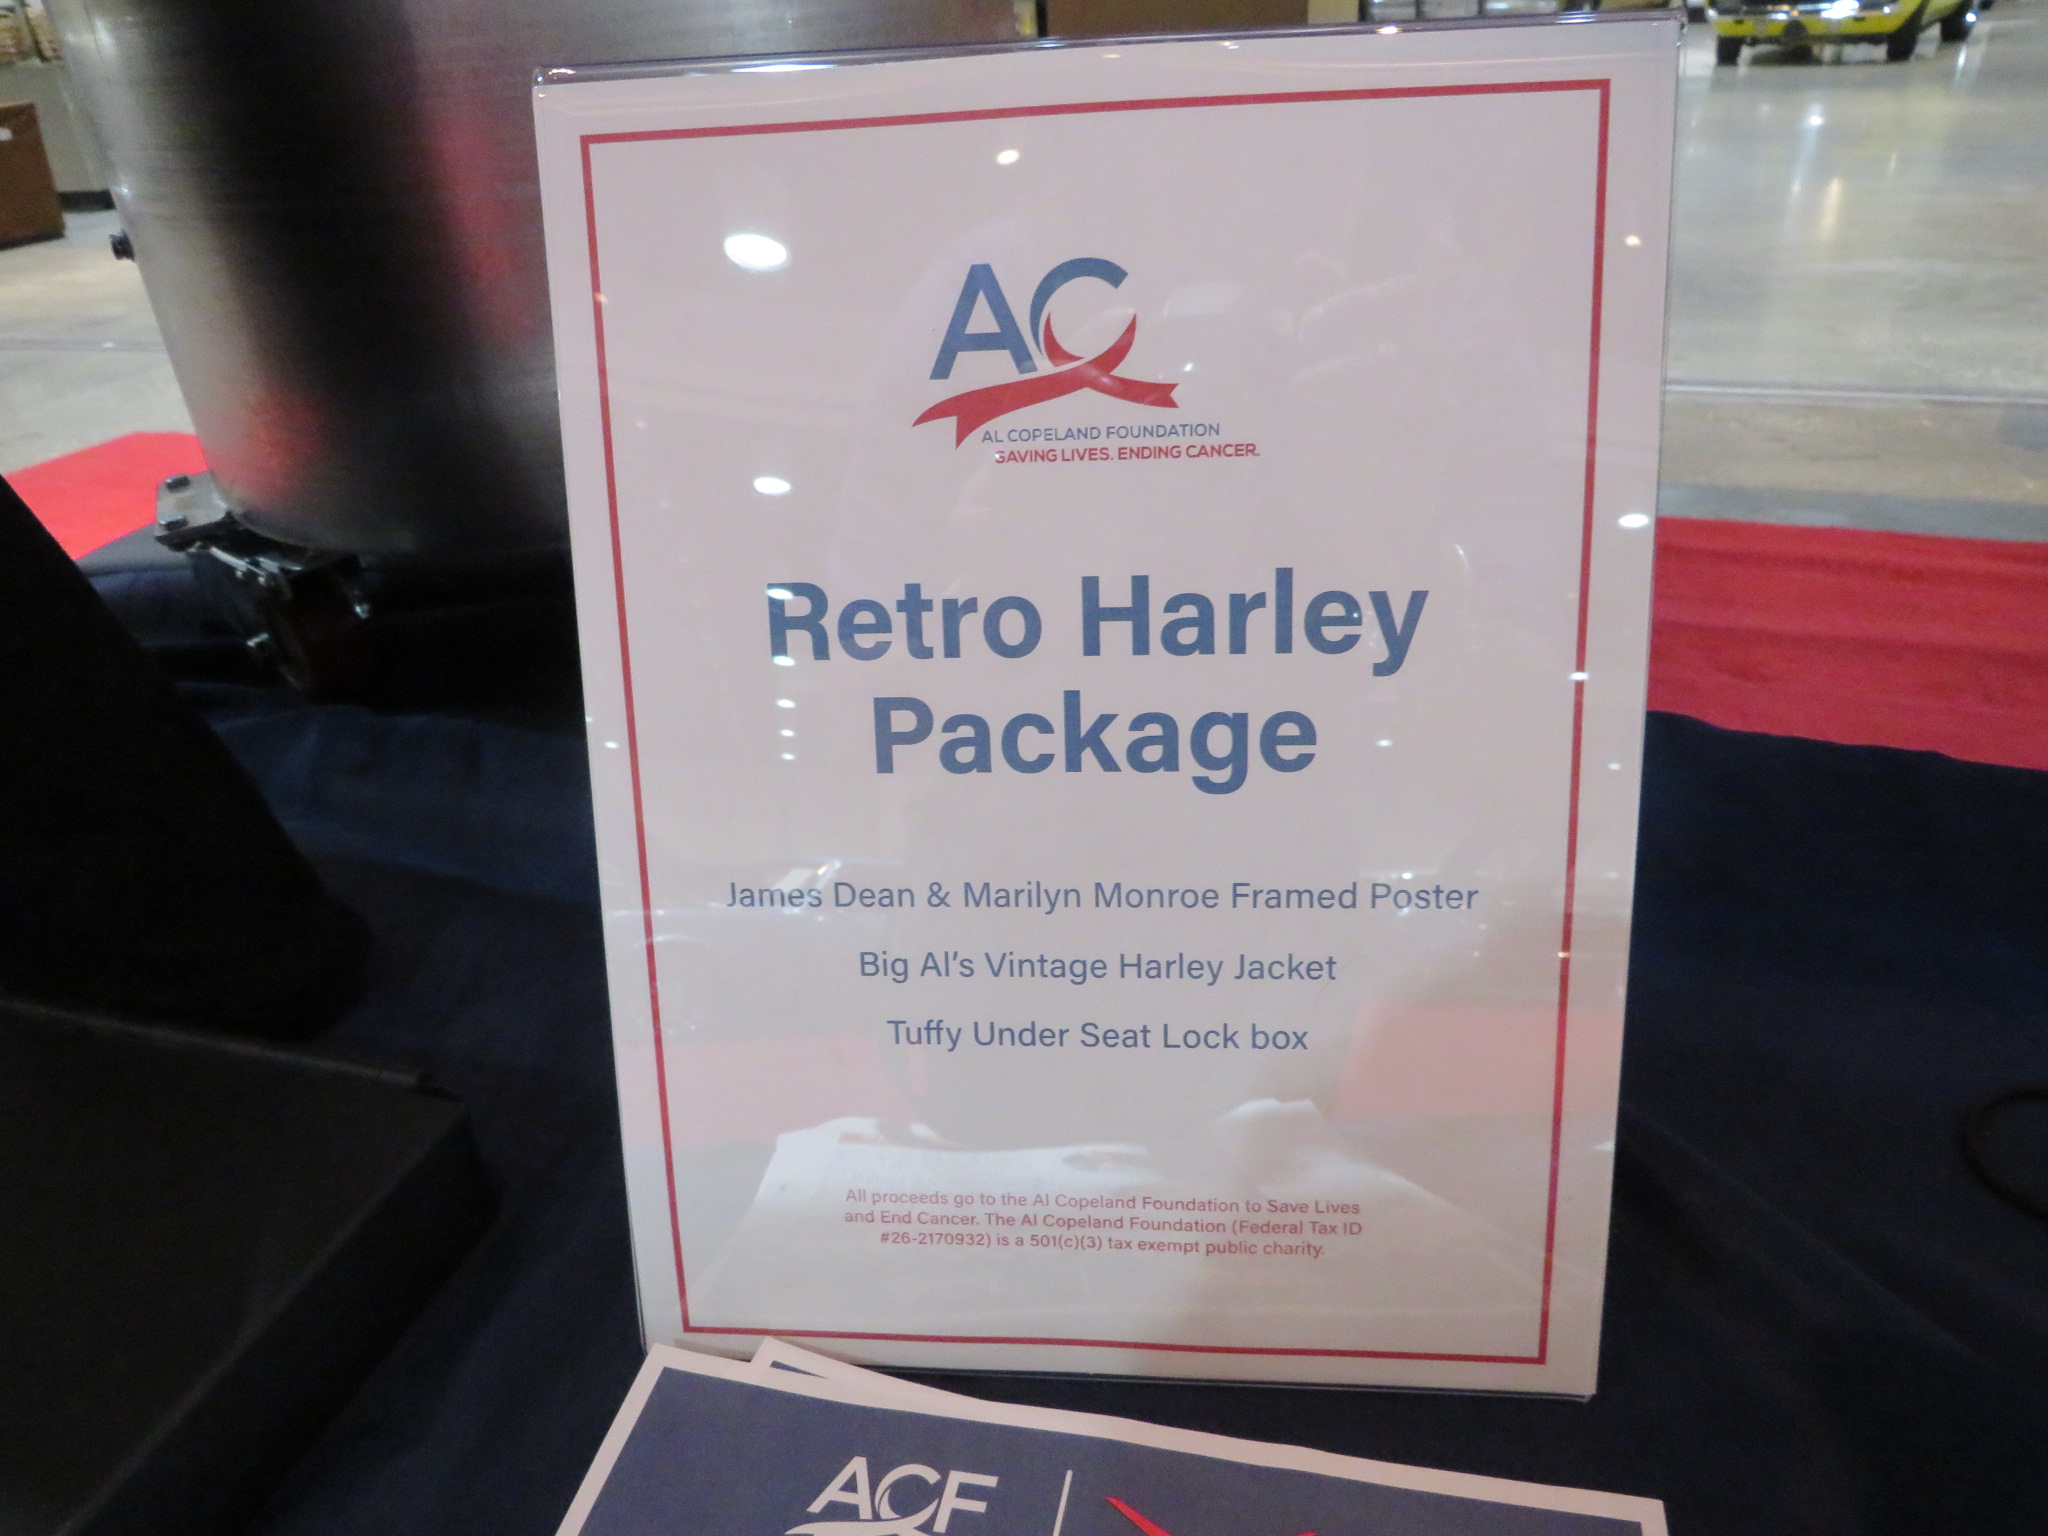 AC
AL COPELAND FOUNDATION
SAVING LIVES. ENDING CANCER.
Retro Harley
Package
James Dean & Marilyn Monroe Framed Poster
Big Al's Vintage Harley Jacket
Tuffy Under Seat Lock box
All proceeds go to the Al Copeland Foundation to Save Lives
and End Cancer. The Al Copeland Foundation (Federal Tax ID
#26-2170932) is a 501(c)(3) tax exempt public charity.
ACF